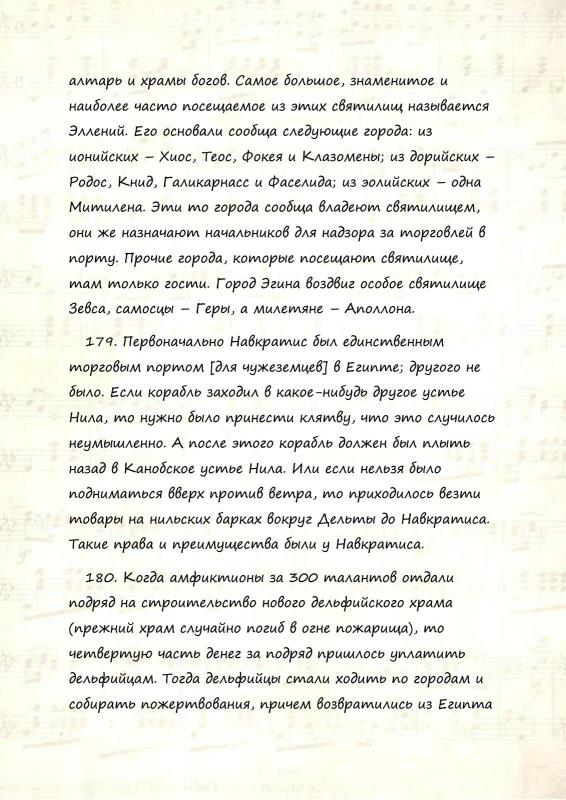 алтарь и храмы богов. Самое большое, знаменитое и
наиболее часто посещаемое из этих святилищ называется
Эллений. Его основали сообща следующие города: из
ионийских – Хиос, Теос, Фокея и Клазомены; из дорийских –
Родос, Книд, Галикарнасс и Фаселида; из эолийских – одна
Митилена. Эти то города сообща владеют святилищем,
они же назначают начальников для надзора за торговлей в
порту. Прочие города, которые посещают святилище,
там только гости. Город Эгина воздвиг особое святилище
Зевса, самосцы – Геры, а милетяне – Аполлона.
179. Первоначально Навкратис был единственным
торговым портом [для чужеземцев] в Египте; другого не
было. Если корабль заходил в какое-нибудь другое устье
Нила, то нужно было принести клятву, что это случилось
неумышленно. А после этого корабль должен был плыть
назад в Канобское устье Нила. Или если нельзя было
подниматься вверх против ветра, то приходилось везти
товары на нильских барках вокруг Дельты до Навкратиса.
Такие права и преимущества были у Навкратиса.
180. Когда амфиктионы за 300 талантов отдали
подряд на строительство нового дельфийского храма
(прежний храм случайно погиб в огне пожарища), то
четвертую часть денег за подряд пришлось уплатить
дельфийцам. Тогда дельфийцы стали ходить по городам и
собирать пожертвования, причем возвратились из Египта